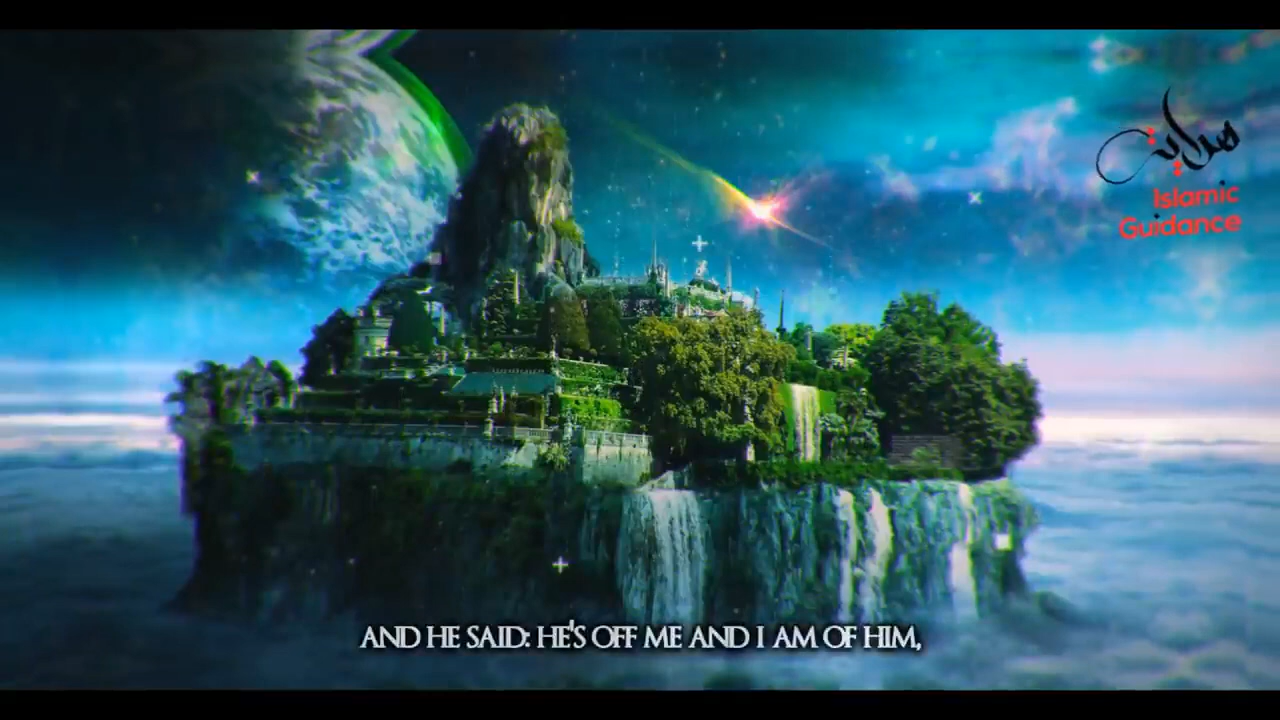 هداية
Islamic
Guidance
AND HE SAID: HE'S OFF ME AND I AM OF HIM,